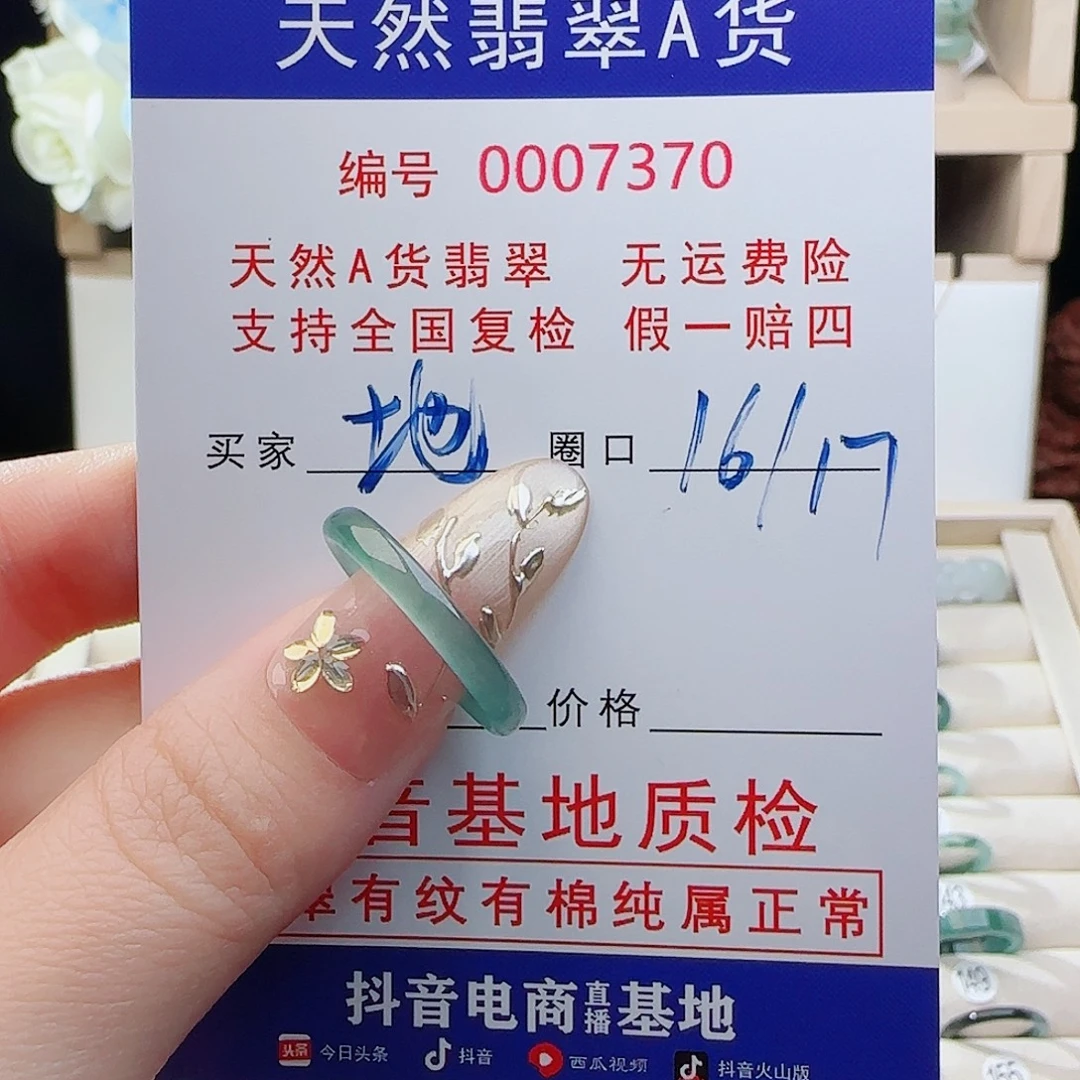 天然翡翠A货
编号 0007370
天然A货翡翠 无运费险
支持全国复检 假一赔四
买家 地 圈口 16/17
价格
音基地质检
翠有纹有棉纯属正常
抖音电商直播基地
头条 今日头条 抖音 西瓜视频 抖音火山版